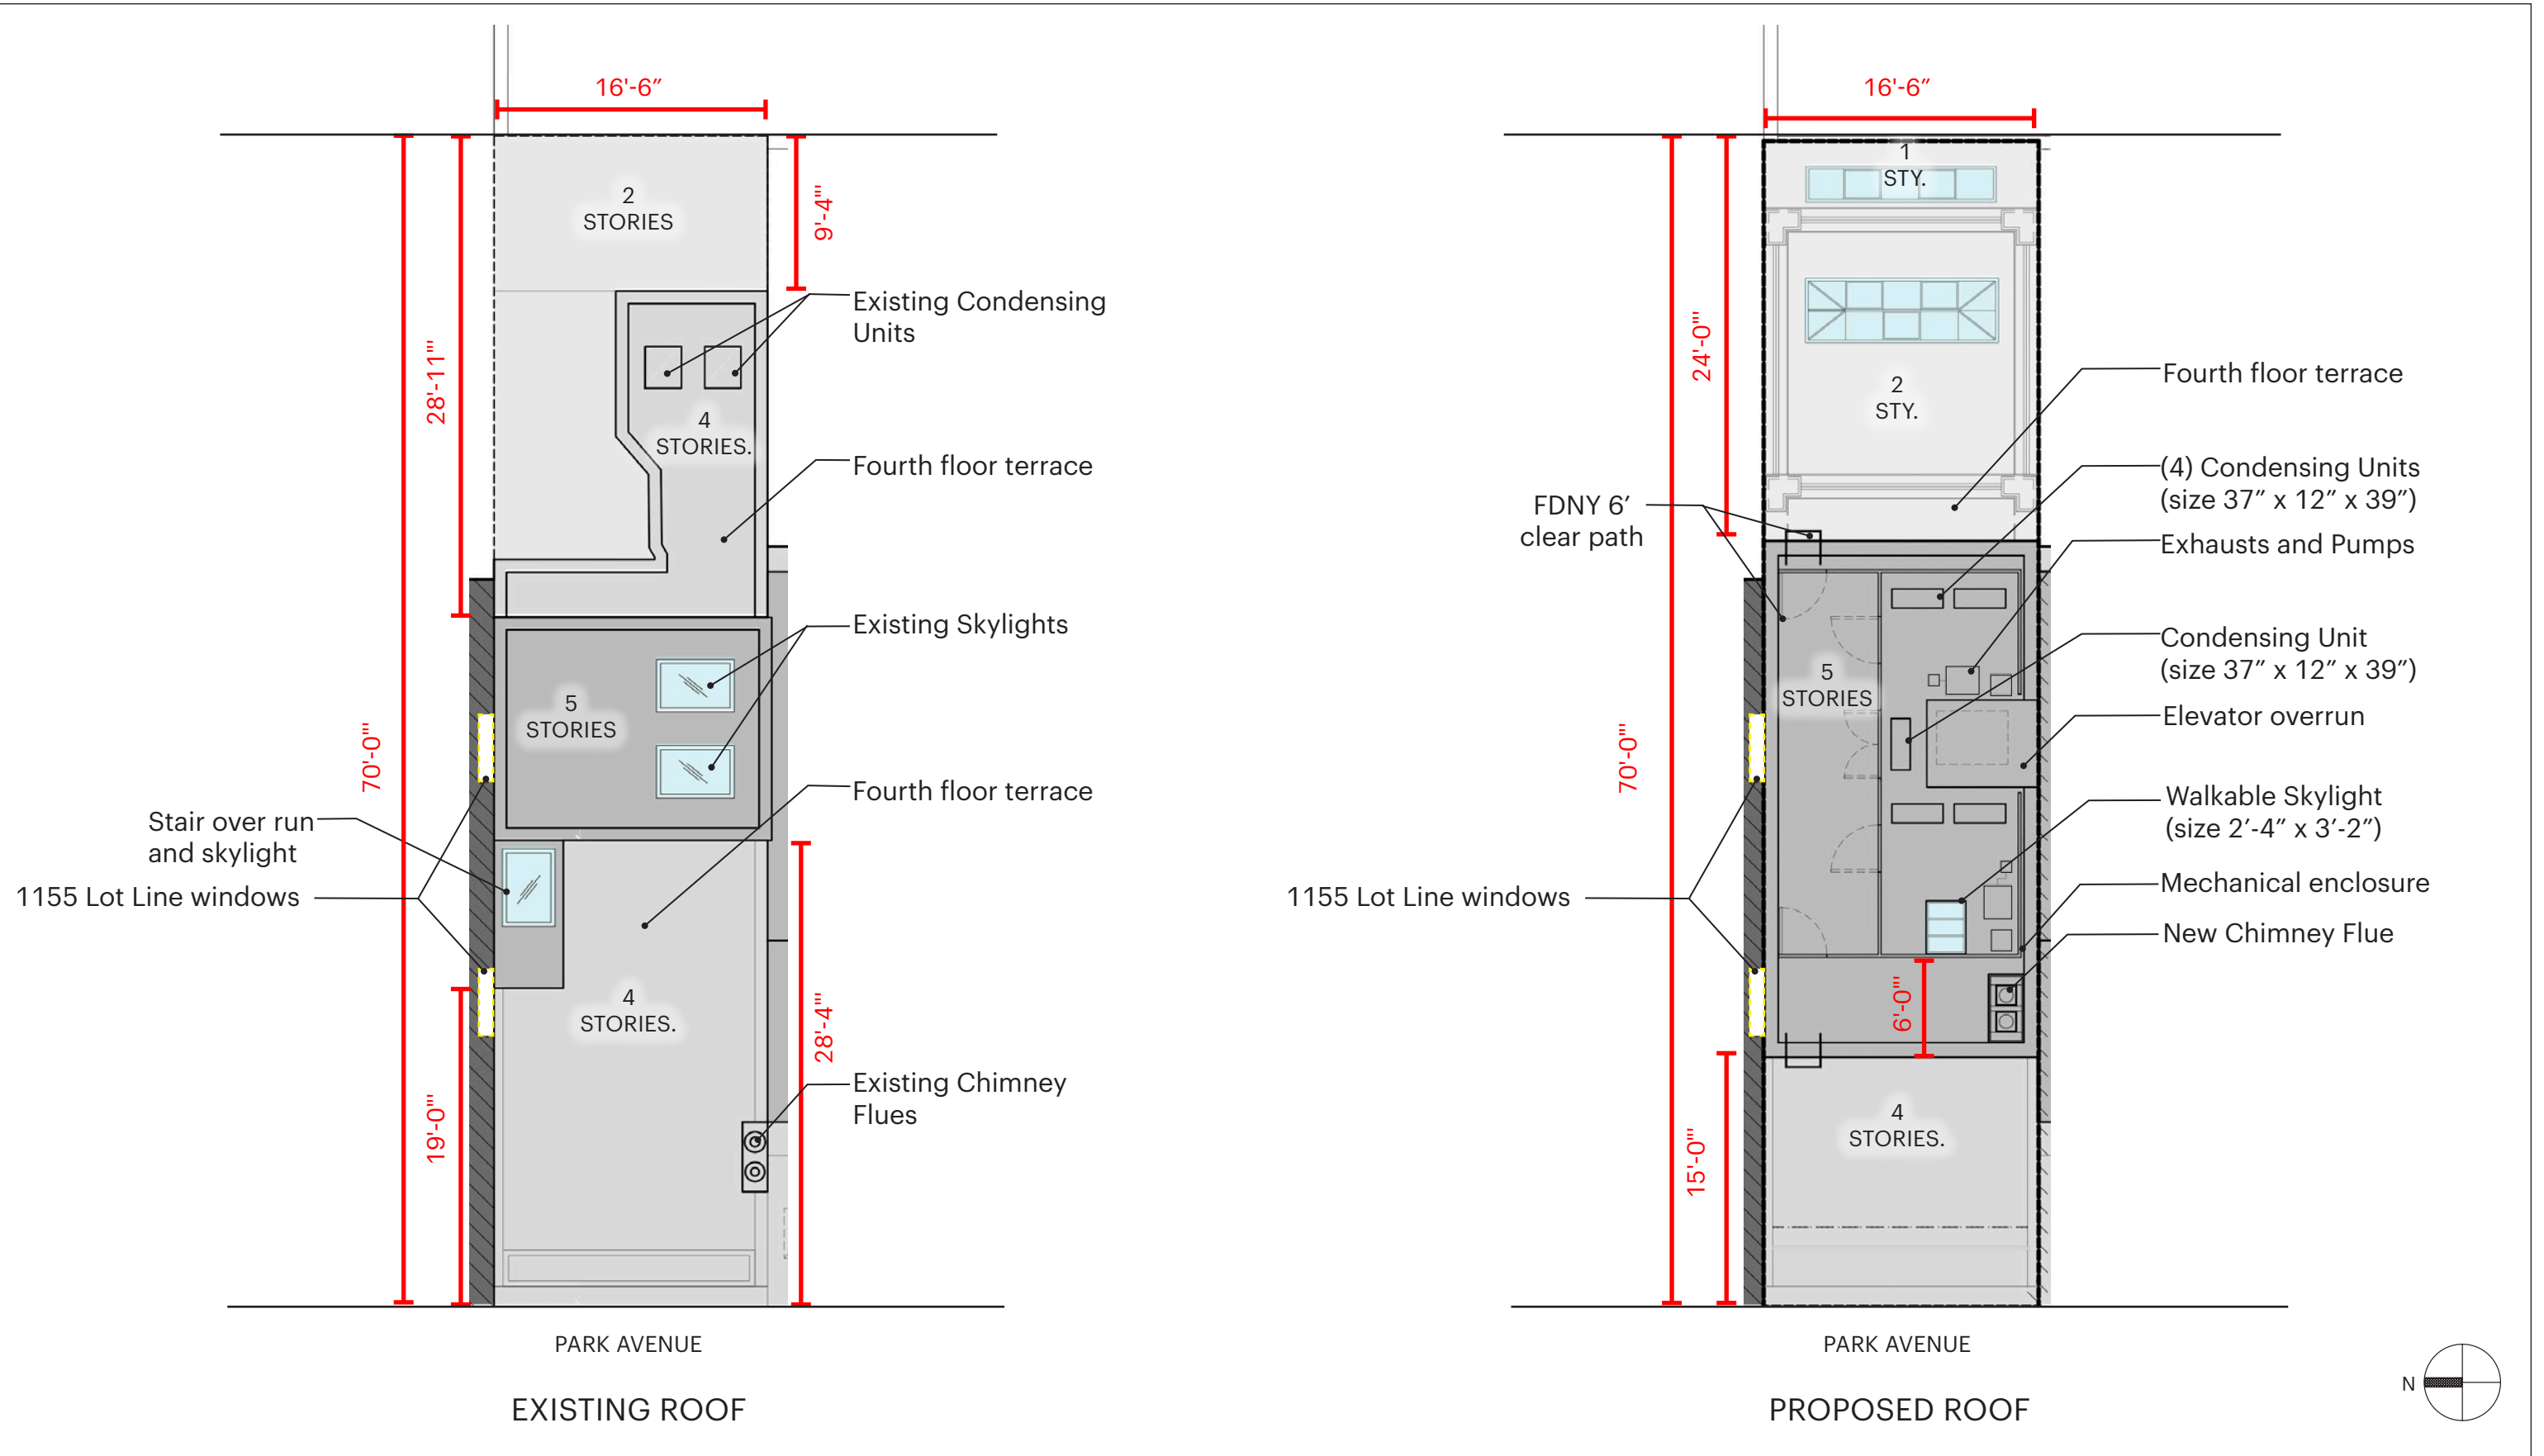 16'-6″
2
STORIES
9'-4'"
28'-11'"
Existing Condensing
Units
4
STORIES.
Fourth floor terrace
Existing Skylights
5
STORIES
70'-0'"
Fourth floor terrace
Stair over run
and skylight
1155 Lot Line windows
4
STORIES.
28'-4'"
19'-0'"
Existing Chimney
Flues
PARK AVENUE
EXISTING ROOF
16'-6″
1
STY.
24'-0'"
2
STY.
Fourth floor terrace
(4) Condensing Units
(size 37″ x 12″ x 39″)
FDNY 6′
clear path
Exhausts and Pumps
Condensing Unit
(size 37″ x 12″ x 39″)
5
STORIES
Elevator overrun
70'-0'"
Walkable Skylight
(size 2′-4″ x 3′-2″)
1155 Lot Line windows
Mechanical enclosure
New Chimney Flue
6'-0'"
4
STORIES.
15'-0'"
PARK AVENUE
PROPOSED ROOF
N